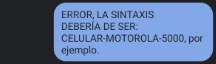 ERROR, LA SINTAXIS
DEBERÍA DE SER:
CELULAR-MOTOROLA-5000, por
ejemplo.